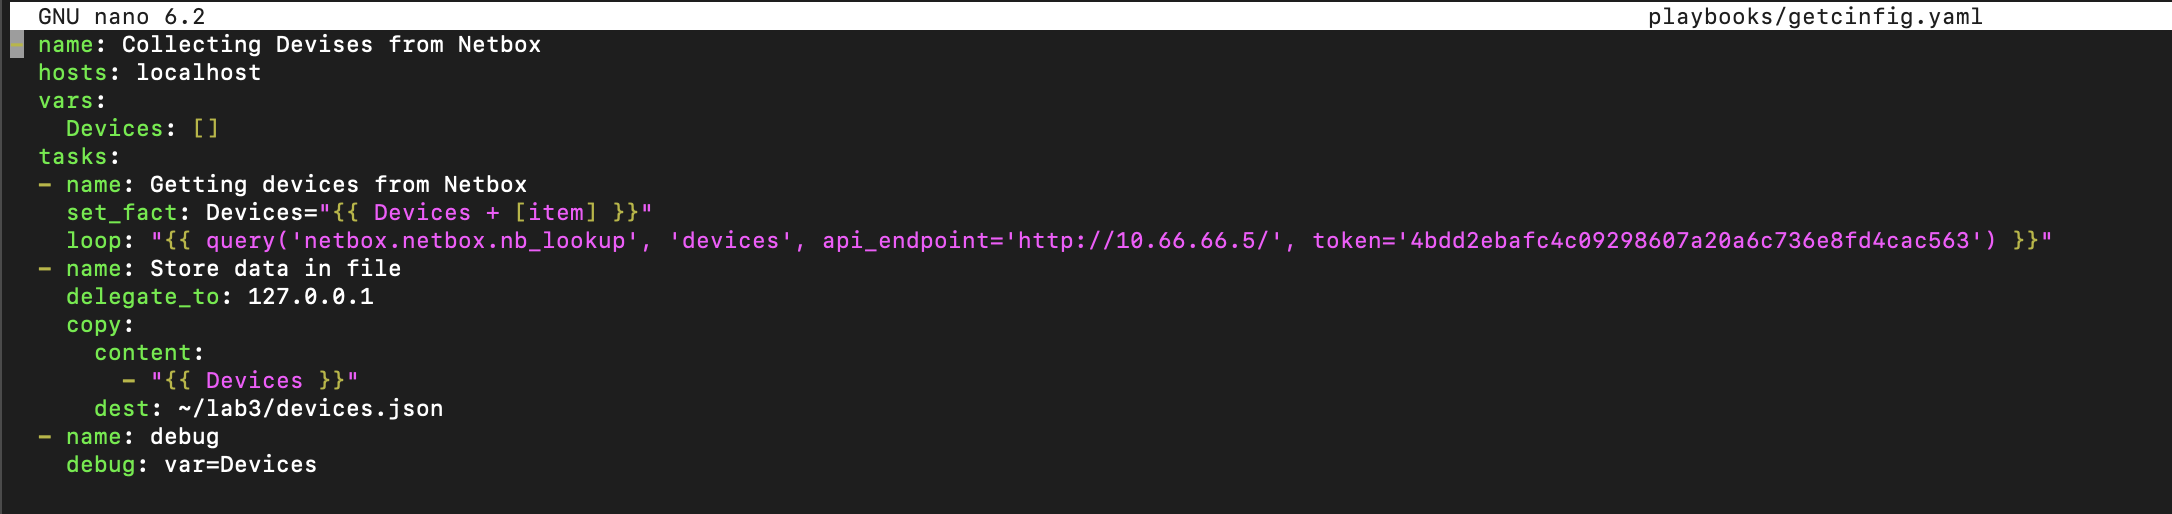 GNU nano 6.2 playbooks/getcinfig.yaml
- name: Collecting Devises from Netbox
  hosts: localhost
  vars:
    Devices: []
  tasks:
  - name: Getting devices from Netbox
    set_fact: Devices="{{ Devices + [item] }}"
    loop: "{{ query('netbox.netbox.nb_lookup', 'devices', api_endpoint='http://10.66.66.5/', token='4bdd2ebafc4c09298607a20a6c736e8fd4cac563') }}"
  - name: Store data in file
    delegate_to: 127.0.0.1
    copy:
      content:
        - "{{ Devices }}"
      dest: ~/lab3/devices.json
  - name: debug
    debug: var=Devices